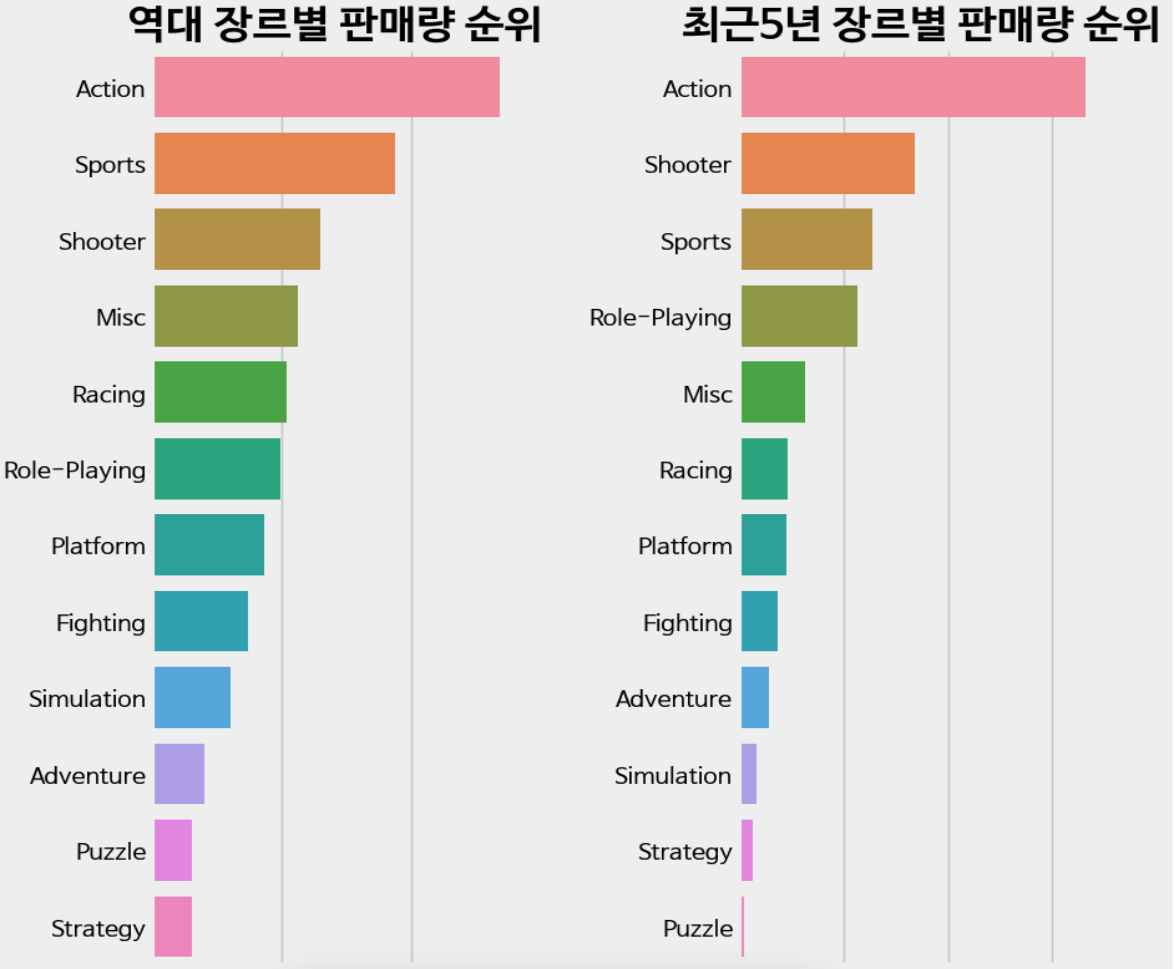 역대 장르별 판매량 순위
Action
Sports
Shooter
Misc
Racing
Role-Playing
Platform
Fighting
Simulation
Adventure
Puzzle
Strategy
최근5년 장르별 판매량 순위
Action
Shooter
Sports
Role-Playing
Misc
Racing
Platform
Fighting
Adventure
Simulation
Strategy
Puzzle